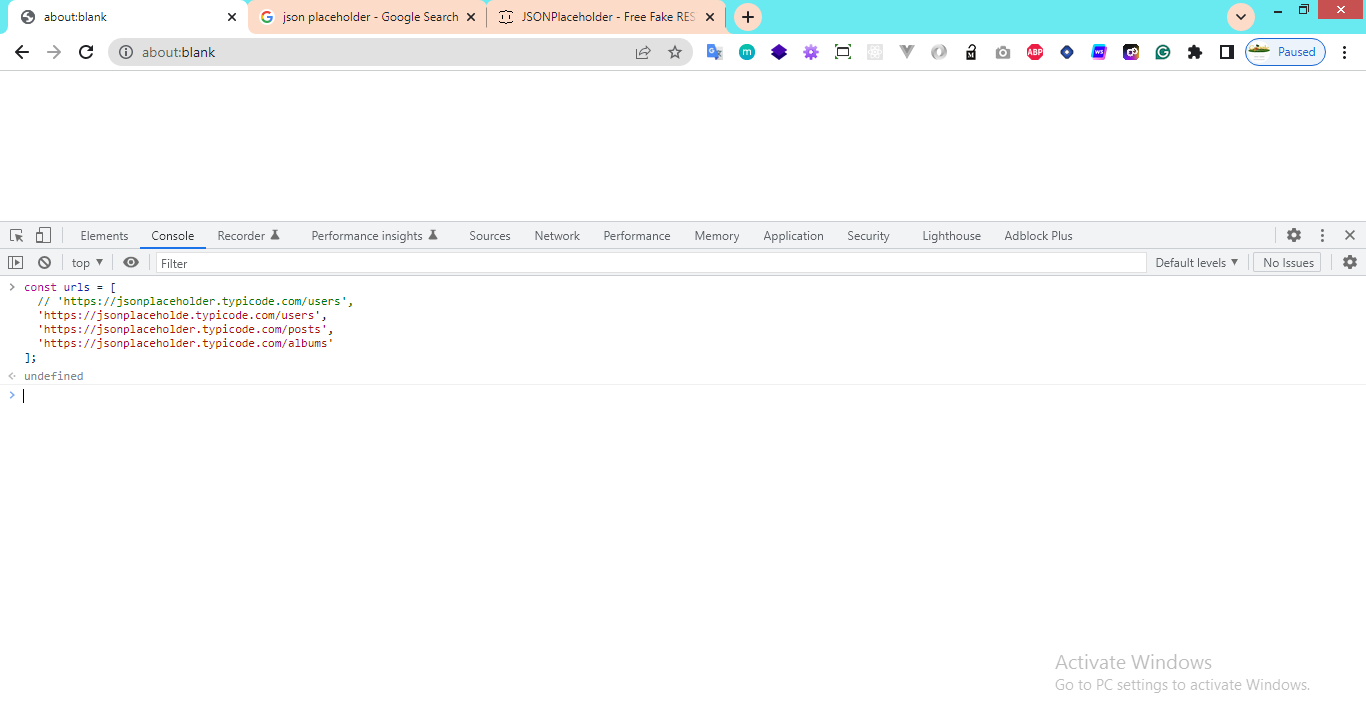 about:blank
json placeholder - Google Search
JSONPlaceholder - Free Fake RES
about:blank
ABP
Paused
Elements
Console
Recorder
Performance insights
Sources
Network
Performance
Memory
Application
Security
Lighthouse
Adblock Plus
top
Filter
Default levels
No Issues
const urls = [
// 'https://jsonplaceholder.typicode.com/users',
'https://jsonplaceholde.typicode.com/users',
'https://jsonplaceholder.typicode.com/posts',
'https://jsonplaceholder.typicode.com/albums'
];
undefined
Activate Windows
Go to PC settings to activate Windows.